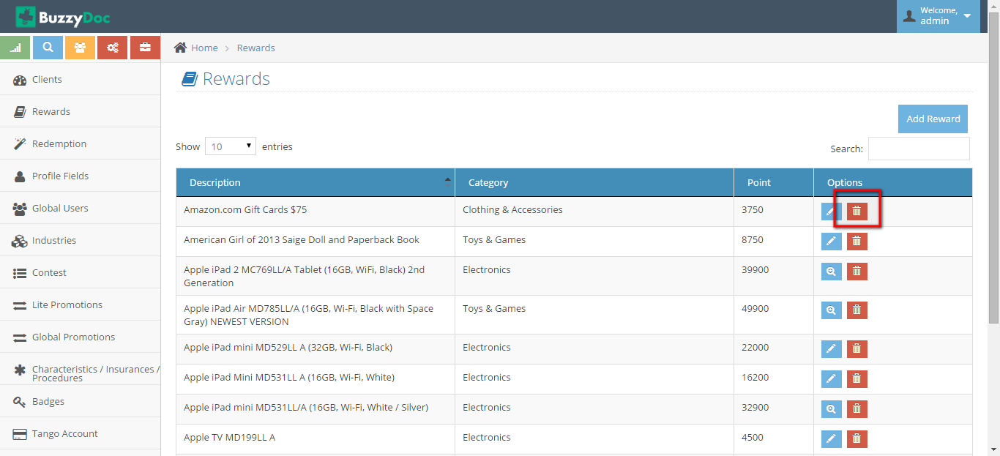 BuzzyDoc
Welcome,
admin
Home > Rewards
Clients
Rewards
Redemption
Profile Fields
Global Users
Industries
Contest
Lite Promotions
Global Promotions
Characteristics / Insurances /
Procedures
Badges
Tango Account
Rewards
Add Reward
Show 10 entries
Search:
Description Category Point Options
Amazon.com Gift Cards $75 Clothing & Accessories 3750
American Girl of 2013 Saige Doll and Paperback Book Toys & Games 8750
Apple iPad 2 MC769LL/A Tablet (16GB, WiFi, Black) 2nd Electronics 39900
Generation
Apple iPad Air MD785LL/A (16GB, Wi-Fi, Black with Space Toys & Games 49900
Gray) NEWEST VERSION
Apple iPad mini MD529LL A (32GB, Wi-Fi, Black) Electronics 22000
Apple iPad Mini MD531LL A (16GB, Wi-Fi, White) Electronics 16200
Apple iPad mini MD531LL/A (16GB, Wi-Fi, White / Silver) Electronics 32900
Apple TV MD199LL A Electronics 4500